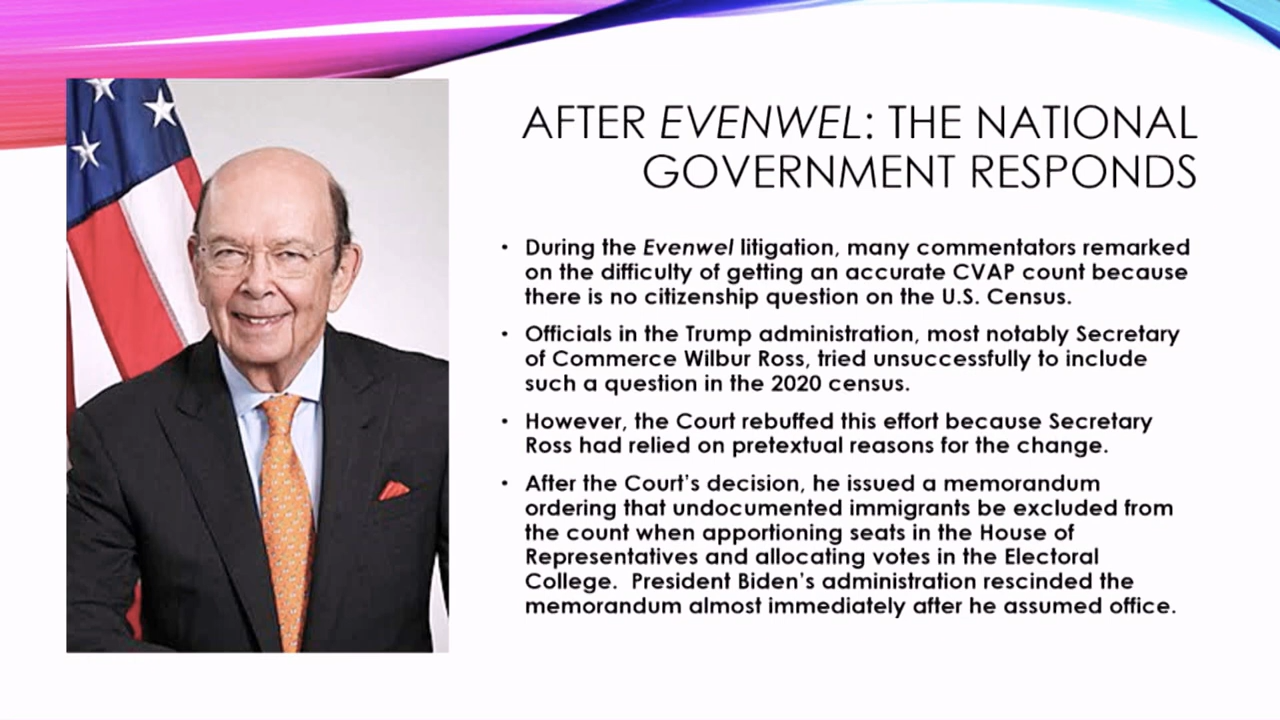 AFTER EVENWEL: THE NATIONAL
GOVERNMENT RESPONDS
• During the Evenwel litigation, many commentators remarked
on the difficulty of getting an accurate CVAP count because
there is no citizenship question on the U.S. Census.
• Officials in the Trump administration, most notably Secretary
of Commerce Wilbur Ross, tried unsuccessfully to include
such a question in the 2020 census.
• However, the Court rebuffed this effort because Secretary
Ross had relied on pretextual reasons for the change.
• After the Court's decision, he issued a memorandum
ordering that undocumented immigrants be excluded from
the count when apportioning seats in the House of
Representatives and allocating votes in the Electoral
College.  President Biden's administration rescinded the
memorandum almost immediately after he assumed office.